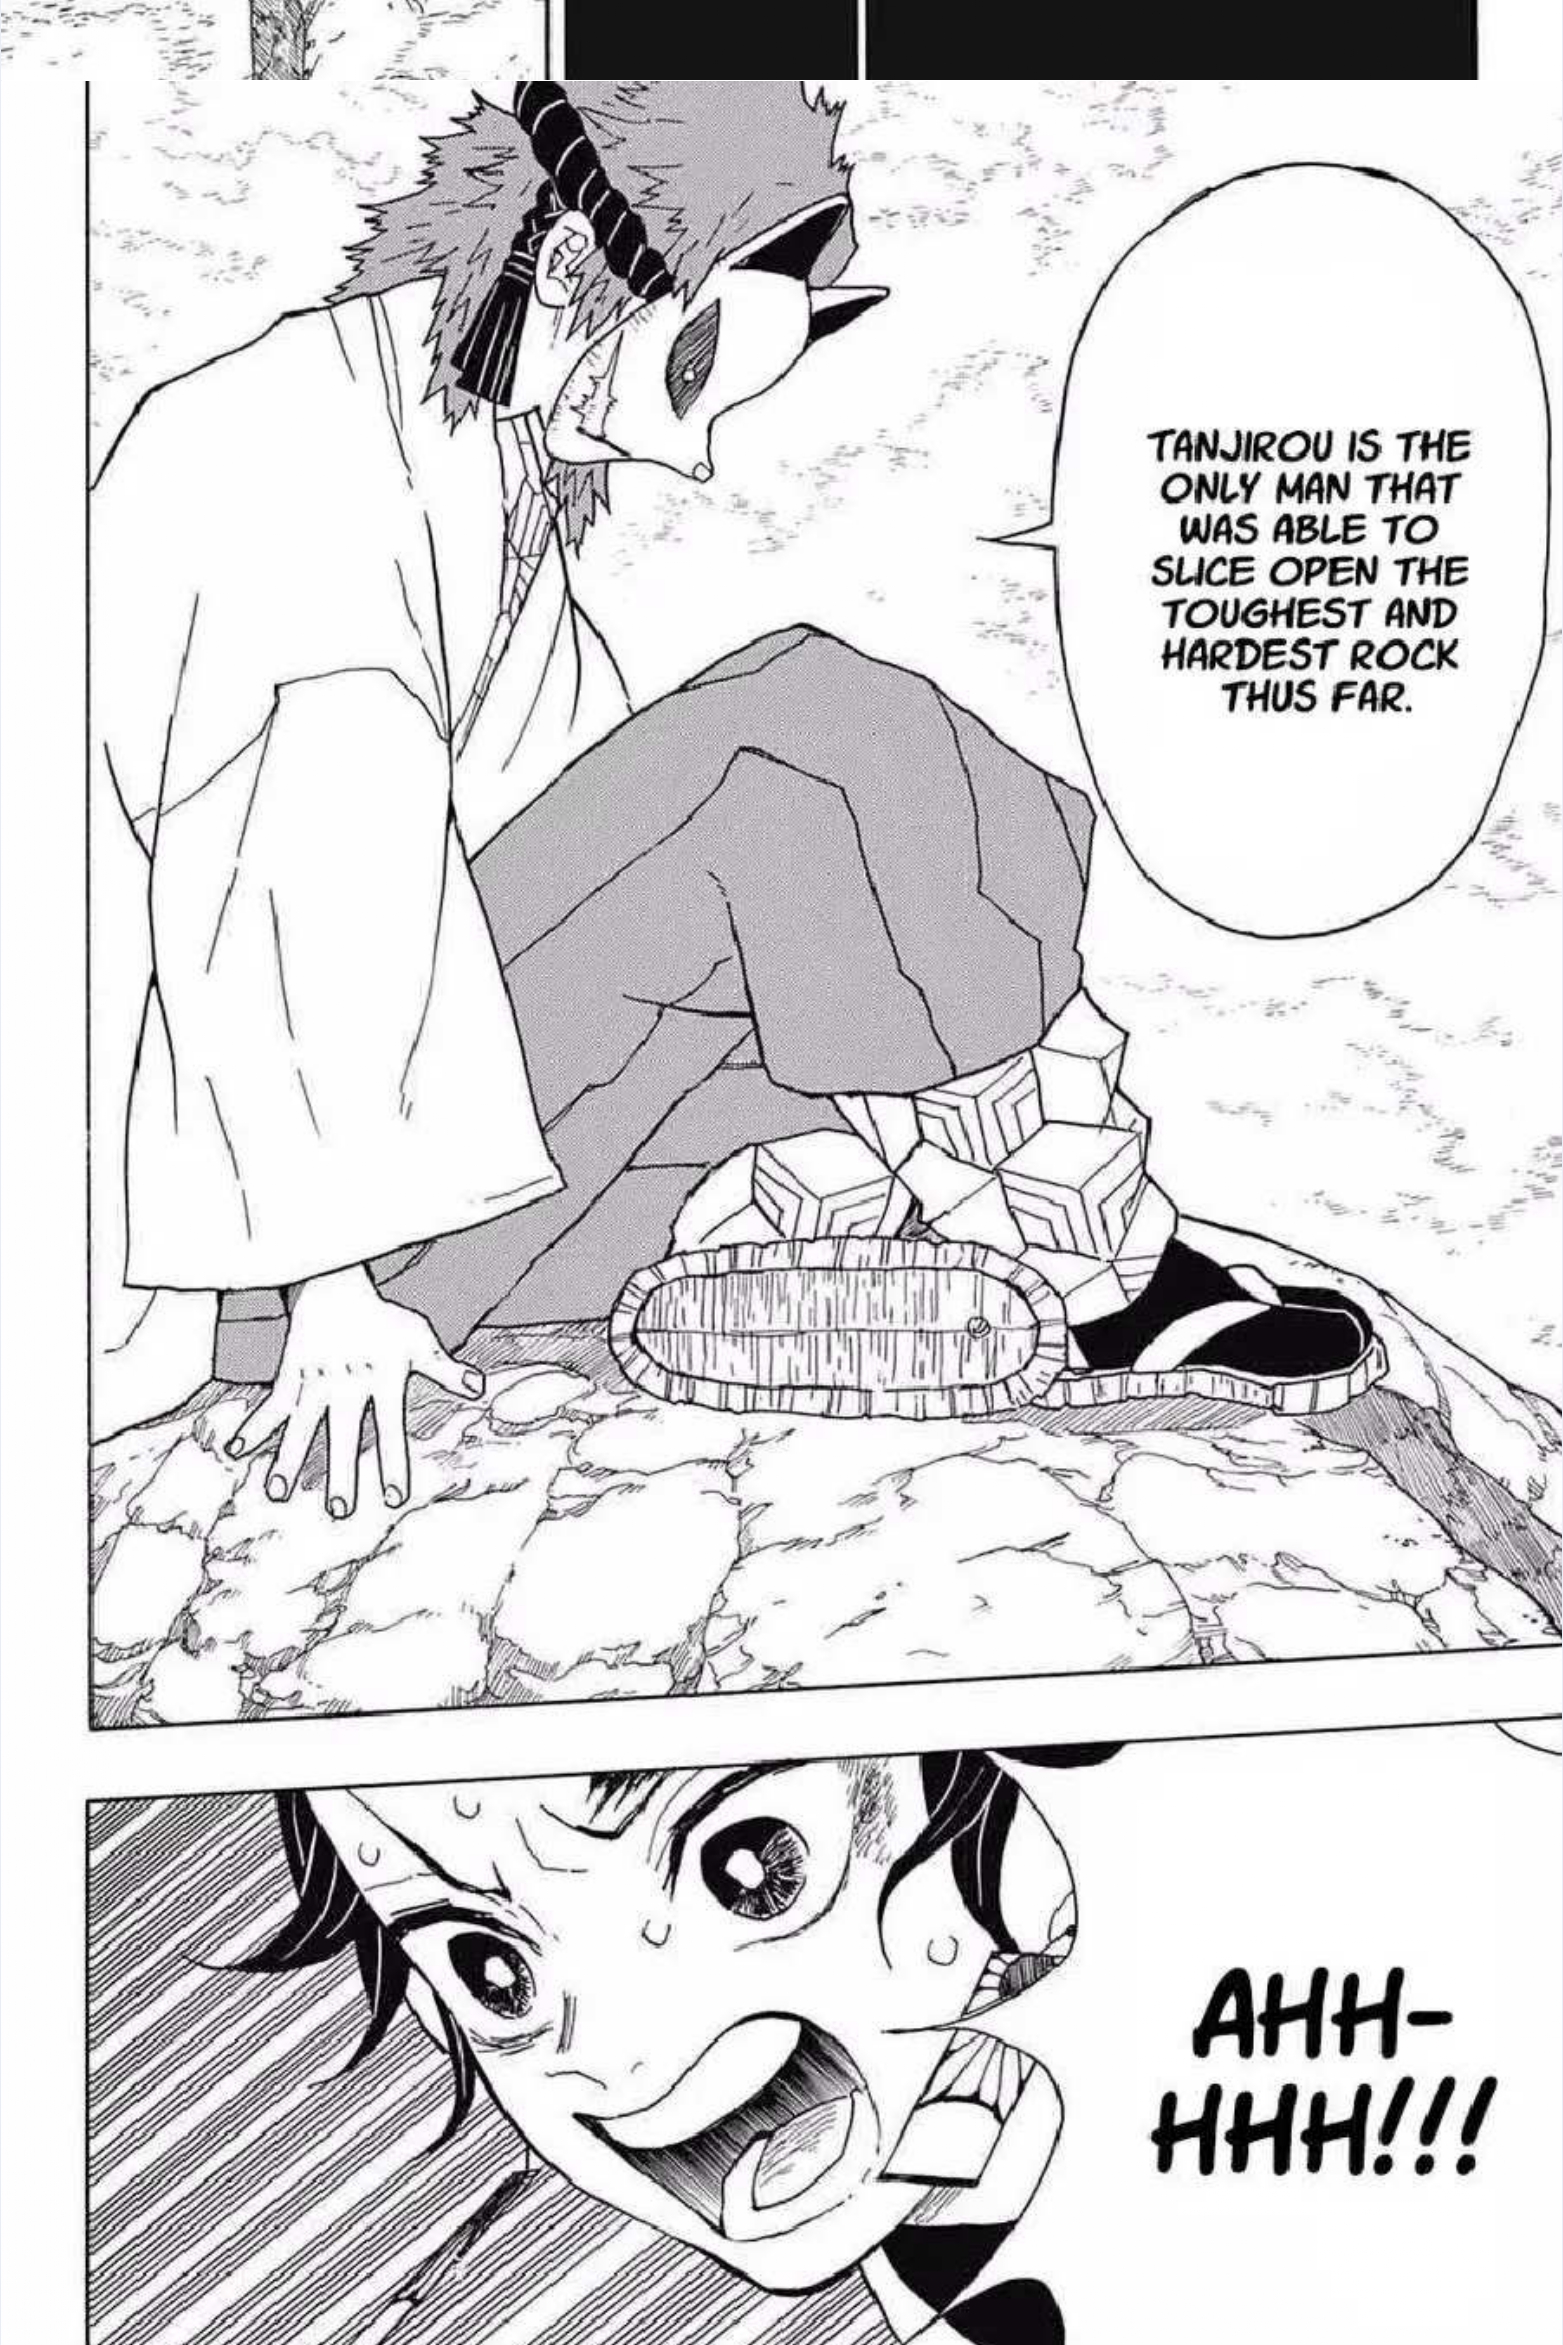 TANJIROU IS THE
ONLY MAN THAT
WAS ABLE TO
SLICE OPEN THE
TOUGHEST AND
HARDEST ROCK
THUS FAR.
AHH-
HHH!!!